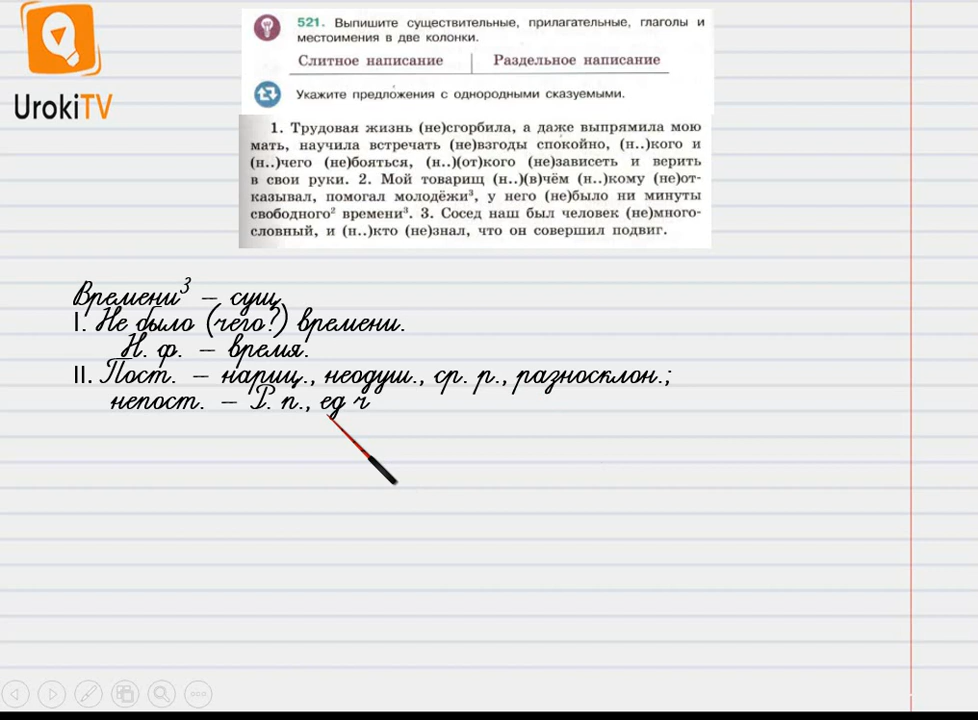 UrokiTV
521. Выпишите существительные, прилагательные, глаголы и
местоимения в две колонки.
Слитное написание | Раздельное написание
Укажите предложения с однородными сказуемыми.
1. Трудовая жизнь (не)сгорбила, а даже выпрямила мою
мать, научила встречать (не)взгоды спокойно, (н..)кого и
(н..)чего (не)бояться, (н..)(от)кого (не)зависеть и верить
в свои руки. 2. Мой товарищ (н..)(в)чём (н..)кому (не)от-
казывал, помогал молодёжи³, у него (не)было ни минуты
свободного² времени³. 3. Сосед наш был человек (не)много-
словный, и (н..)кто (не)знал, что он совершил подвиг.
Времени³ – сущ
I. Не было (чего?) времени.
Н. ф. – время.
II. Пост. – нариц., неодуш., ср. р., разносклон.;
непост. – Р. п., ед ч